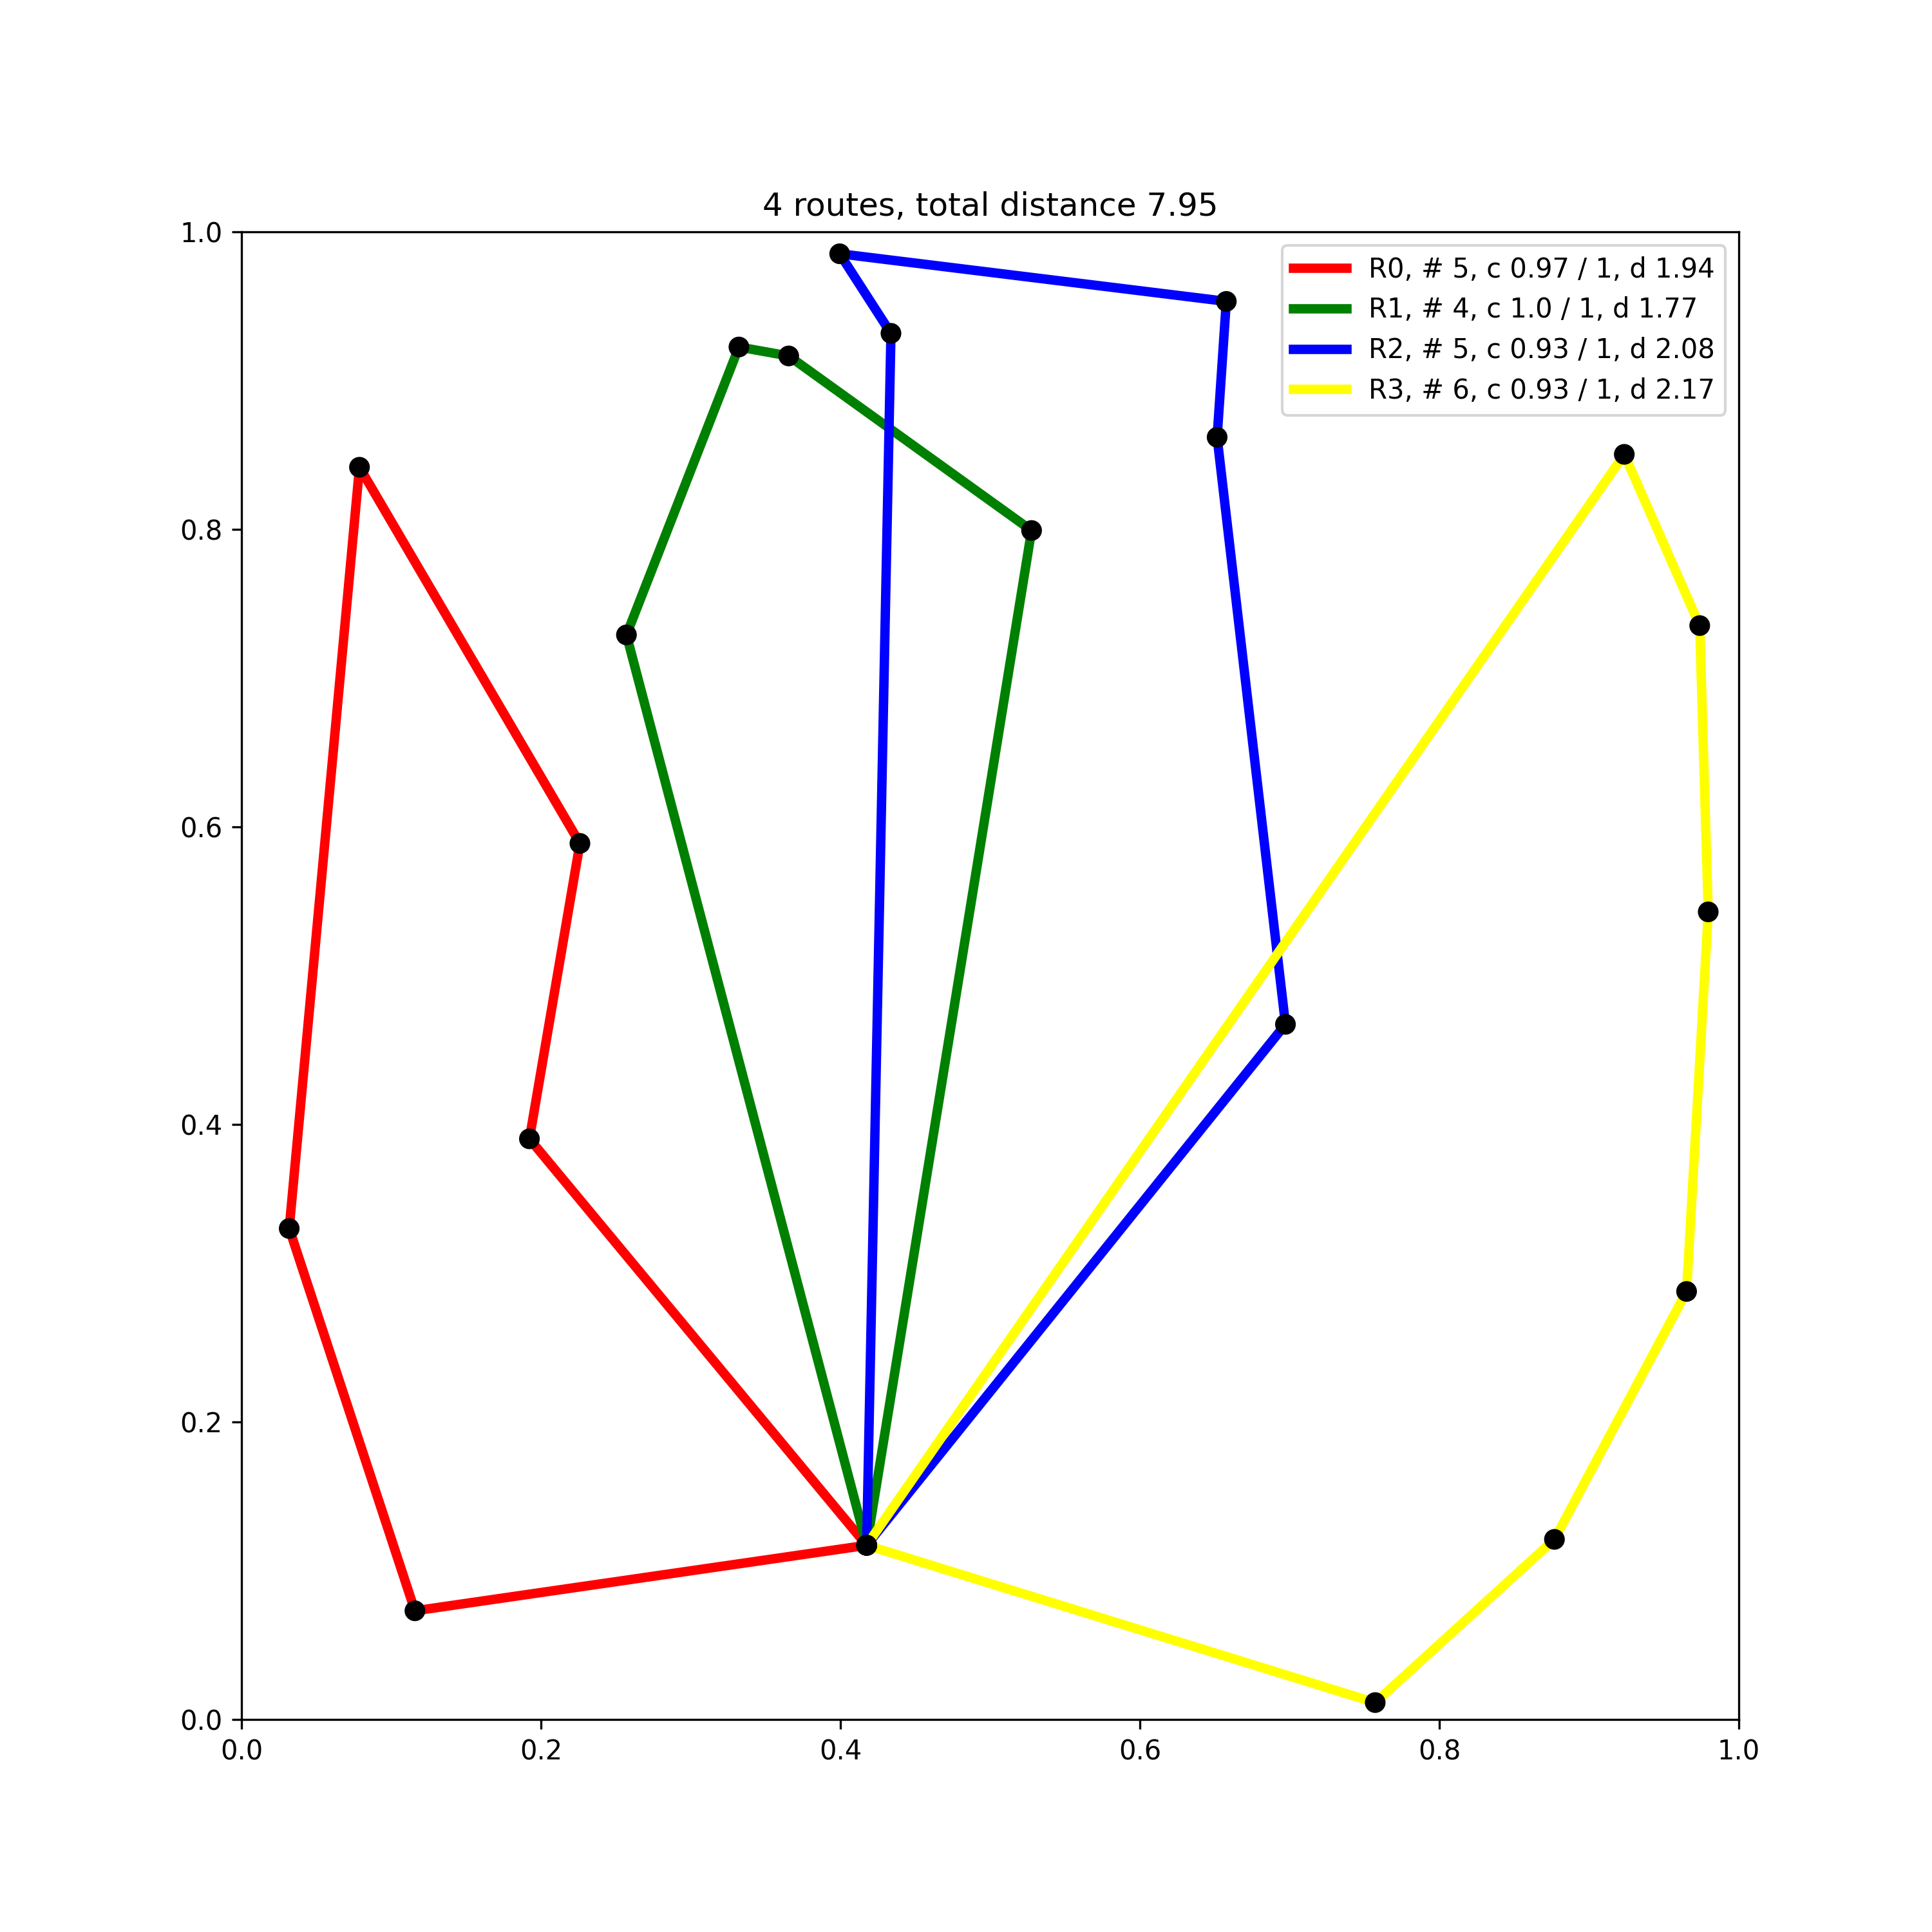 4 routes, total distance 7.95
1.0
0.8
0.6
0.4
0.2
0.0
R0, # 5, c 0.97 / 1, d 1.94
R1, # 4, c 1.0 / 1, d 1.77
R2, # 5, c 0.93 / 1, d 2.08
R3, # 6, c 0.93 / 1, d 2.17
0.0 0.2 0.4 0.6 0.8 1.0